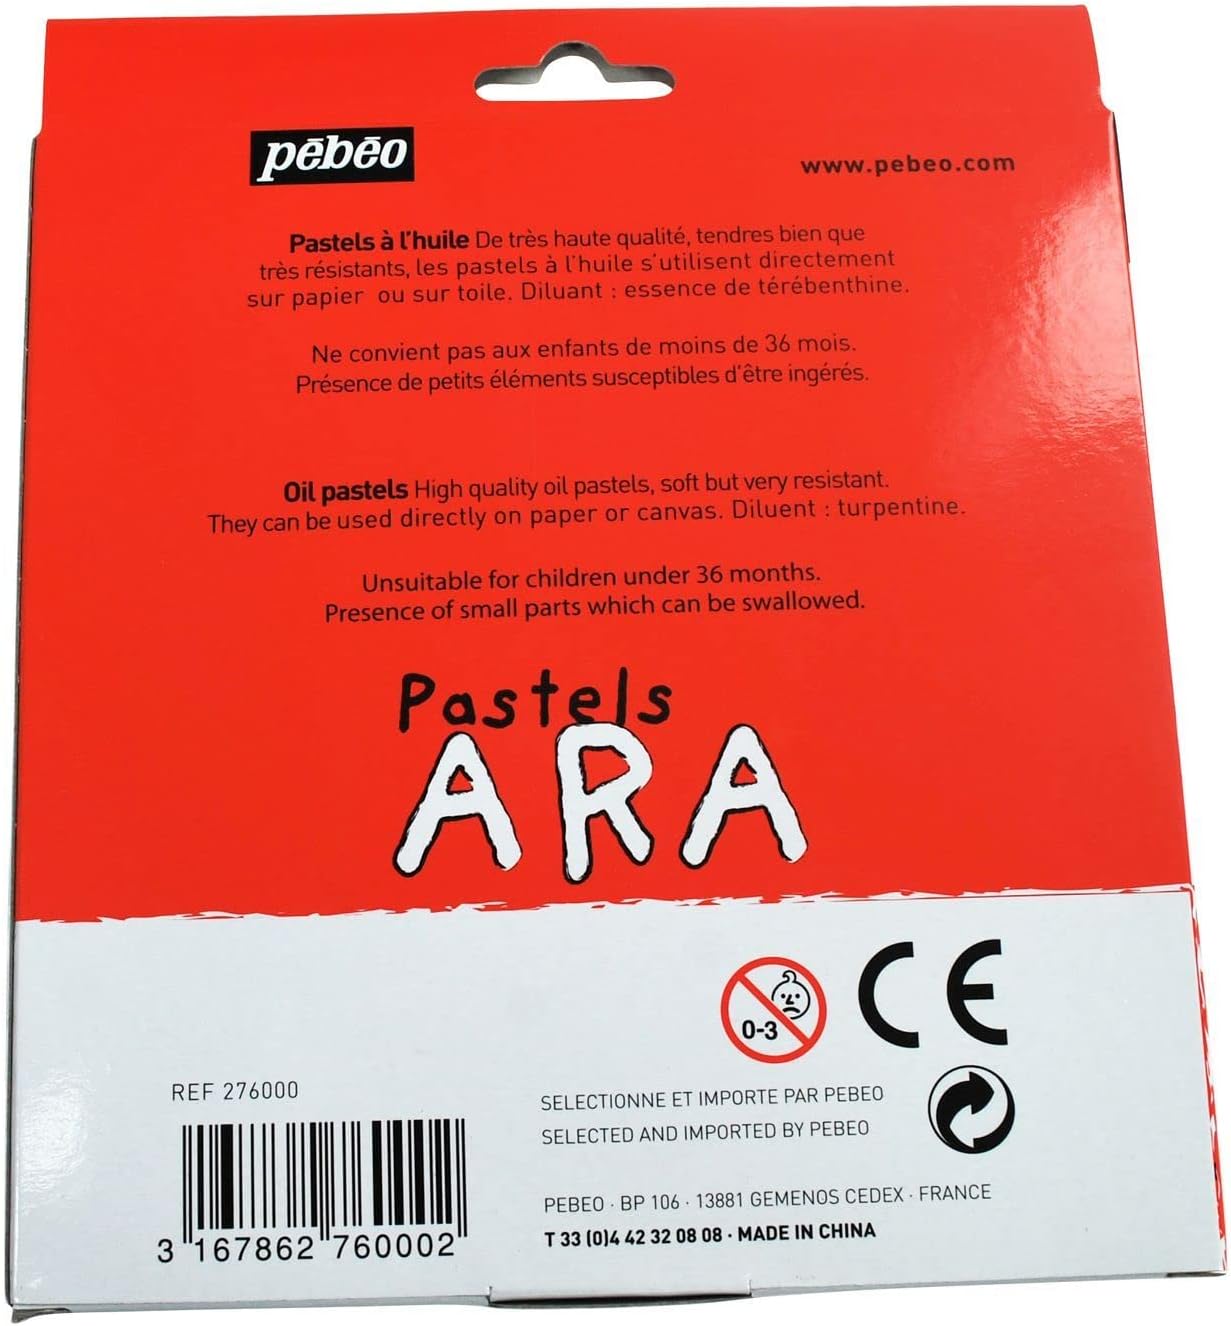 pēbēo
www.pebeo.com
Pastels à l'huile De très haute qualité, tendres bien que
très résistants, les pastels à l'huile s'utilisent directement
sur papier ou sur toile. Diluant : essence de térébenthine.
Ne convient pas aux enfants de moins de 36 mois.
Présence de petits éléments susceptibles d'être ingérés.
Oil pastels High quality oil pastels, soft but very resistant.
They can be used directly on paper or canvas. Diluent : turpentine.
Unsuitable for children under 36 months.
Presence of small parts which can be swallowed.
Pastels
ARA
0-3
CE
REF 276000
SELECTIONNE ET IMPORTE PAR PEBEO
SELECTED AND IMPORTED BY PEBEO
PEBEO · BP 106 · 13881 GEMENOS CEDEX · FRANCE
T 33 (0)4 42 32 08 08 · MADE IN CHINA
3 167862 760002